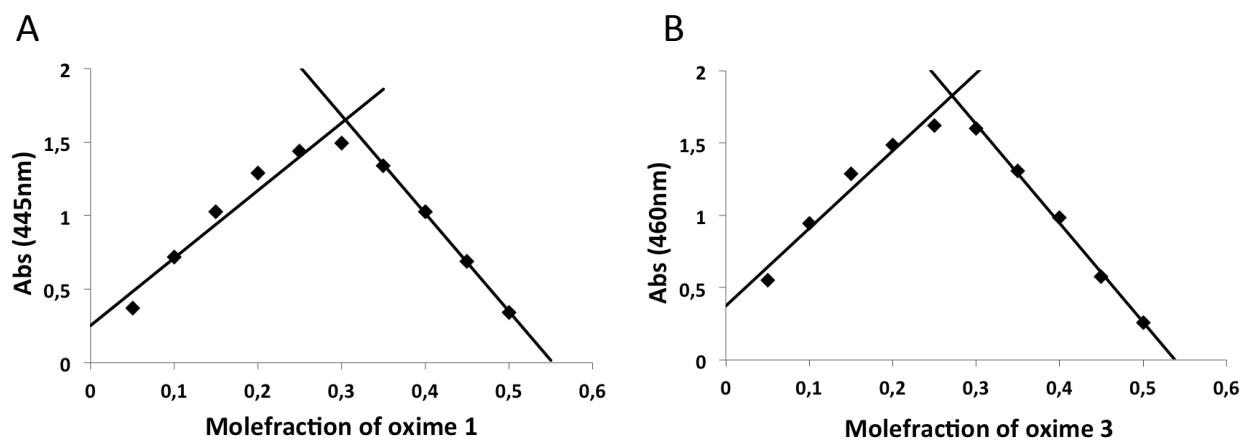 A
Abs (445nm)
2
1,5
1
0,5
0
0 0,1 0,2 0,3 0,4 0,5 0,6
Molefraction of oxime 1
B
Abs (460nm)
2
1,5
1
0,5
0
0 0,1 0,2 0,3 0,4 0,5 0,6
Molefraction of oxime 3